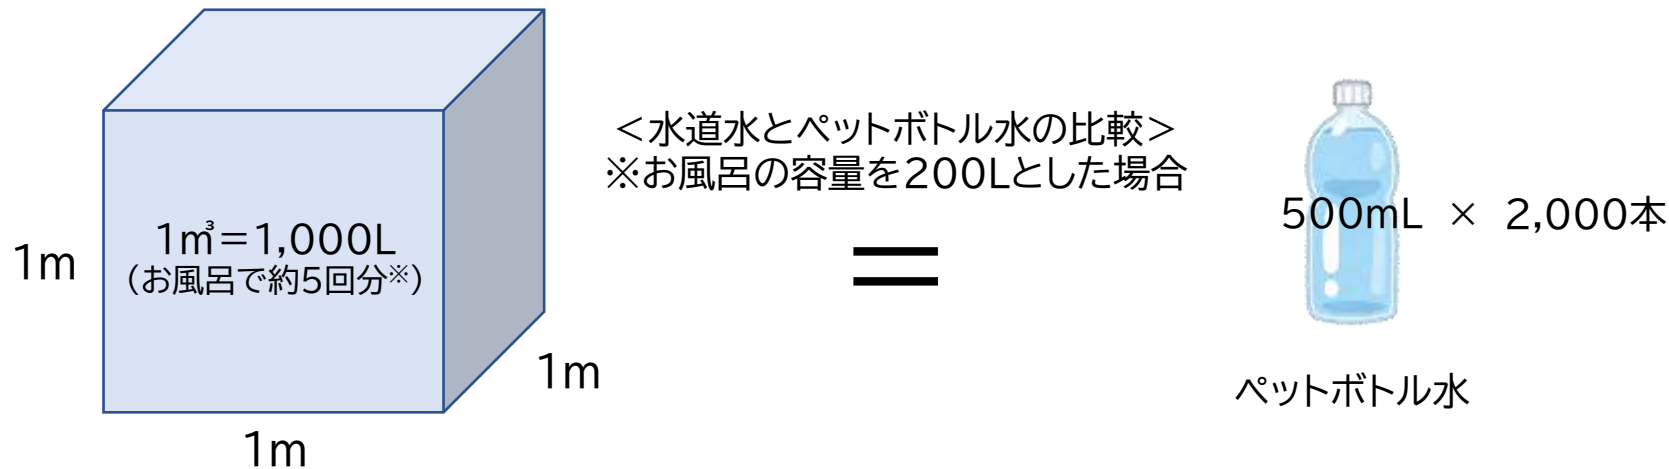 ＜水道水とペットボトル水の比較＞
※お風呂の容量を200Lとした場合
1m
1㎥＝1,000L
（お風呂で約5回分※）
1m
1m
＝
500mL × 2,000本
ペットボトル水